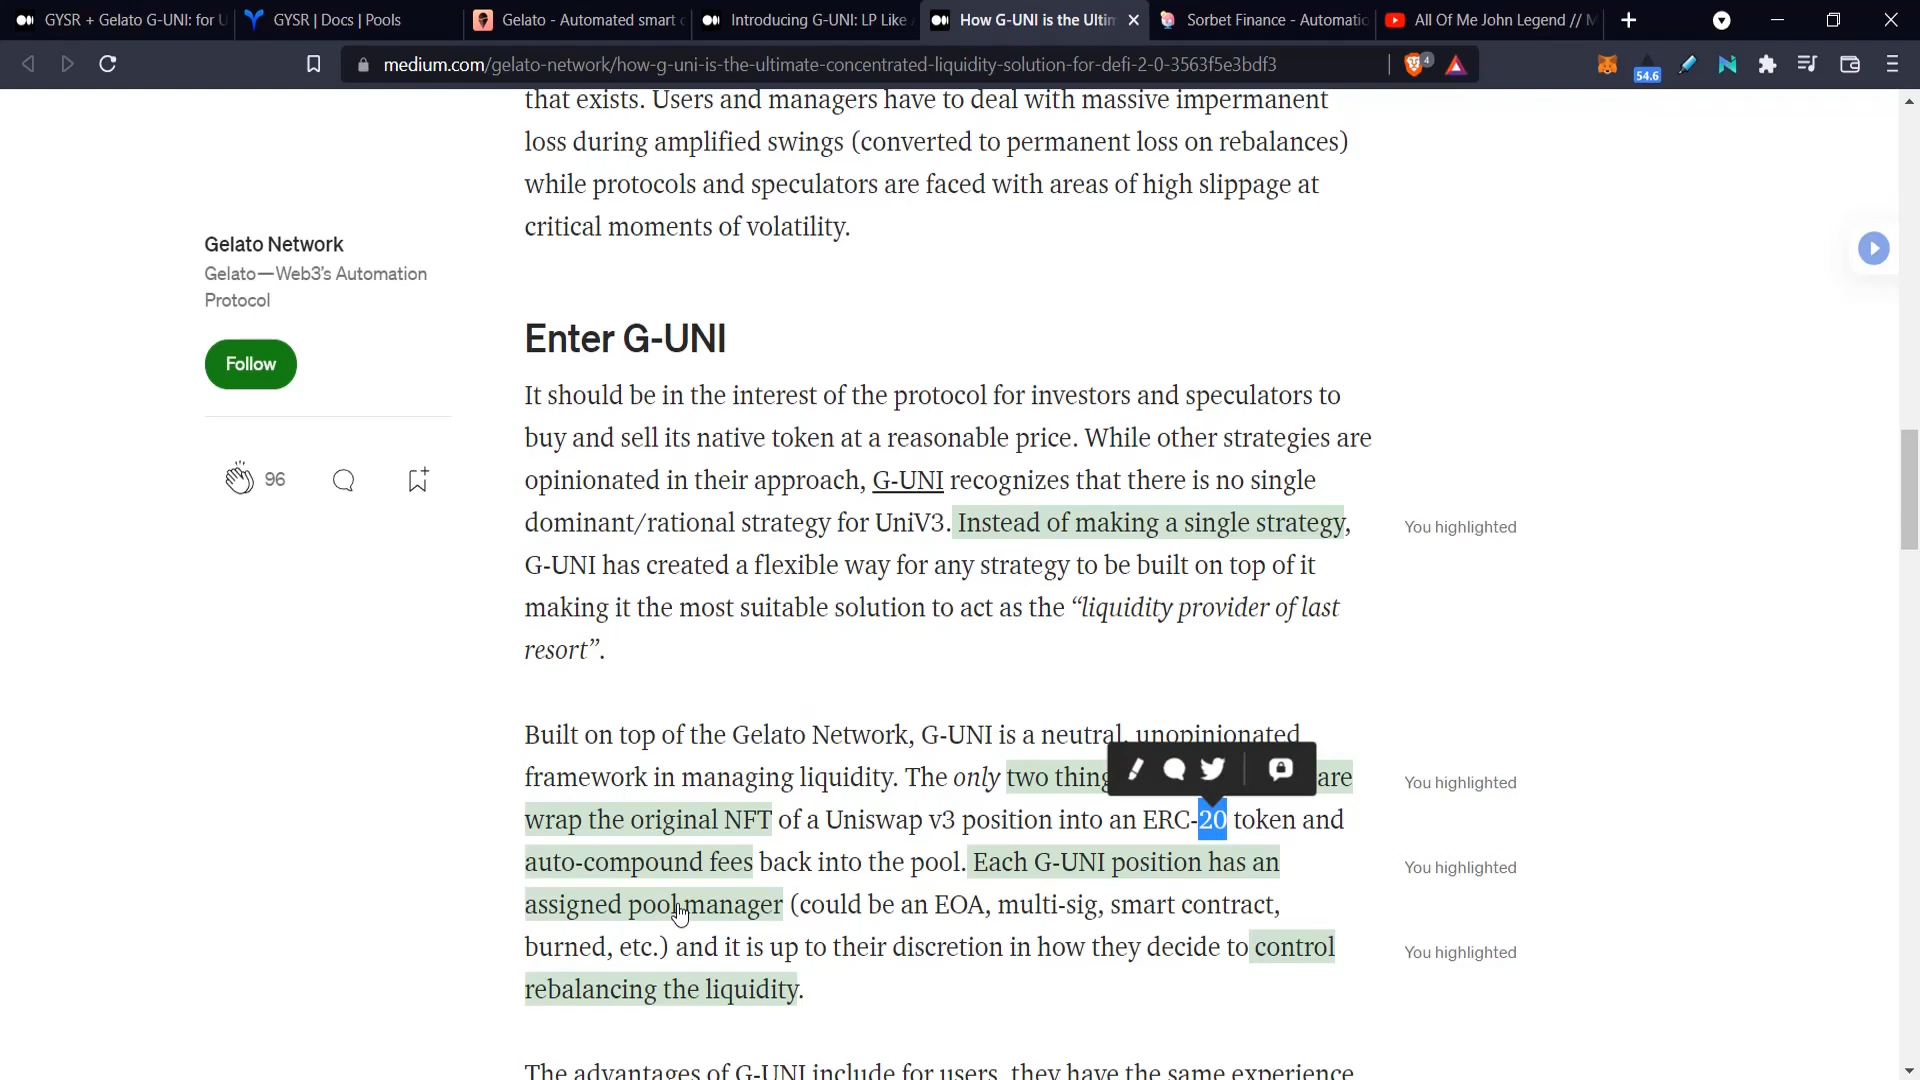 GYSR + Gelato G-UNI: for U
GYSR | Docs | Pools
Gelato - Automated smart c
Introducing G-UNI: LP Like
How G-UNI is the Ultim
Sorbet Finance - Automatio
All Of Me John Legend // M
medium.com/gelato-network/how-g-uni-is-the-ultimate-concentrated-liquidity-solution-for-defi-2-0-3563f5e3bdf3
4
54.6
that exists. Users and managers have to deal with massive impermanent
loss during amplified swings (converted to permanent loss on rebalances)
while protocols and speculators are faced with areas of high slippage at
critical moments of volatility.
Gelato Network
Gelato—Web3's Automation
Protocol
Follow
96
Enter G-UNI
It should be in the interest of the protocol for investors and speculators to
buy and sell its native token at a reasonable price. While other strategies are
opinionated in their approach, G-UNI recognizes that there is no single
dominant/rational strategy for UniV3. Instead of making a single strategy,
You highlighted
G-UNI has created a flexible way for any strategy to be built on top of it
making it the most suitable solution to act as the “liquidity provider of last
resort”.
Built on top of the Gelato Network, G-UNI is a neutral, unopinionated
framework in managing liquidity. The only two thing are
You highlighted
wrap the original NFT of a Uniswap v3 position into an ERC-20 token and
auto-compound fees back into the pool. Each G-UNI position has an
You highlighted
assigned pool manager (could be an EOA, multi-sig, smart contract,
burned, etc.) and it is up to their discretion in how they decide to control
You highlighted
rebalancing the liquidity.
The advantages of G-UNI include for users, they have the same experience